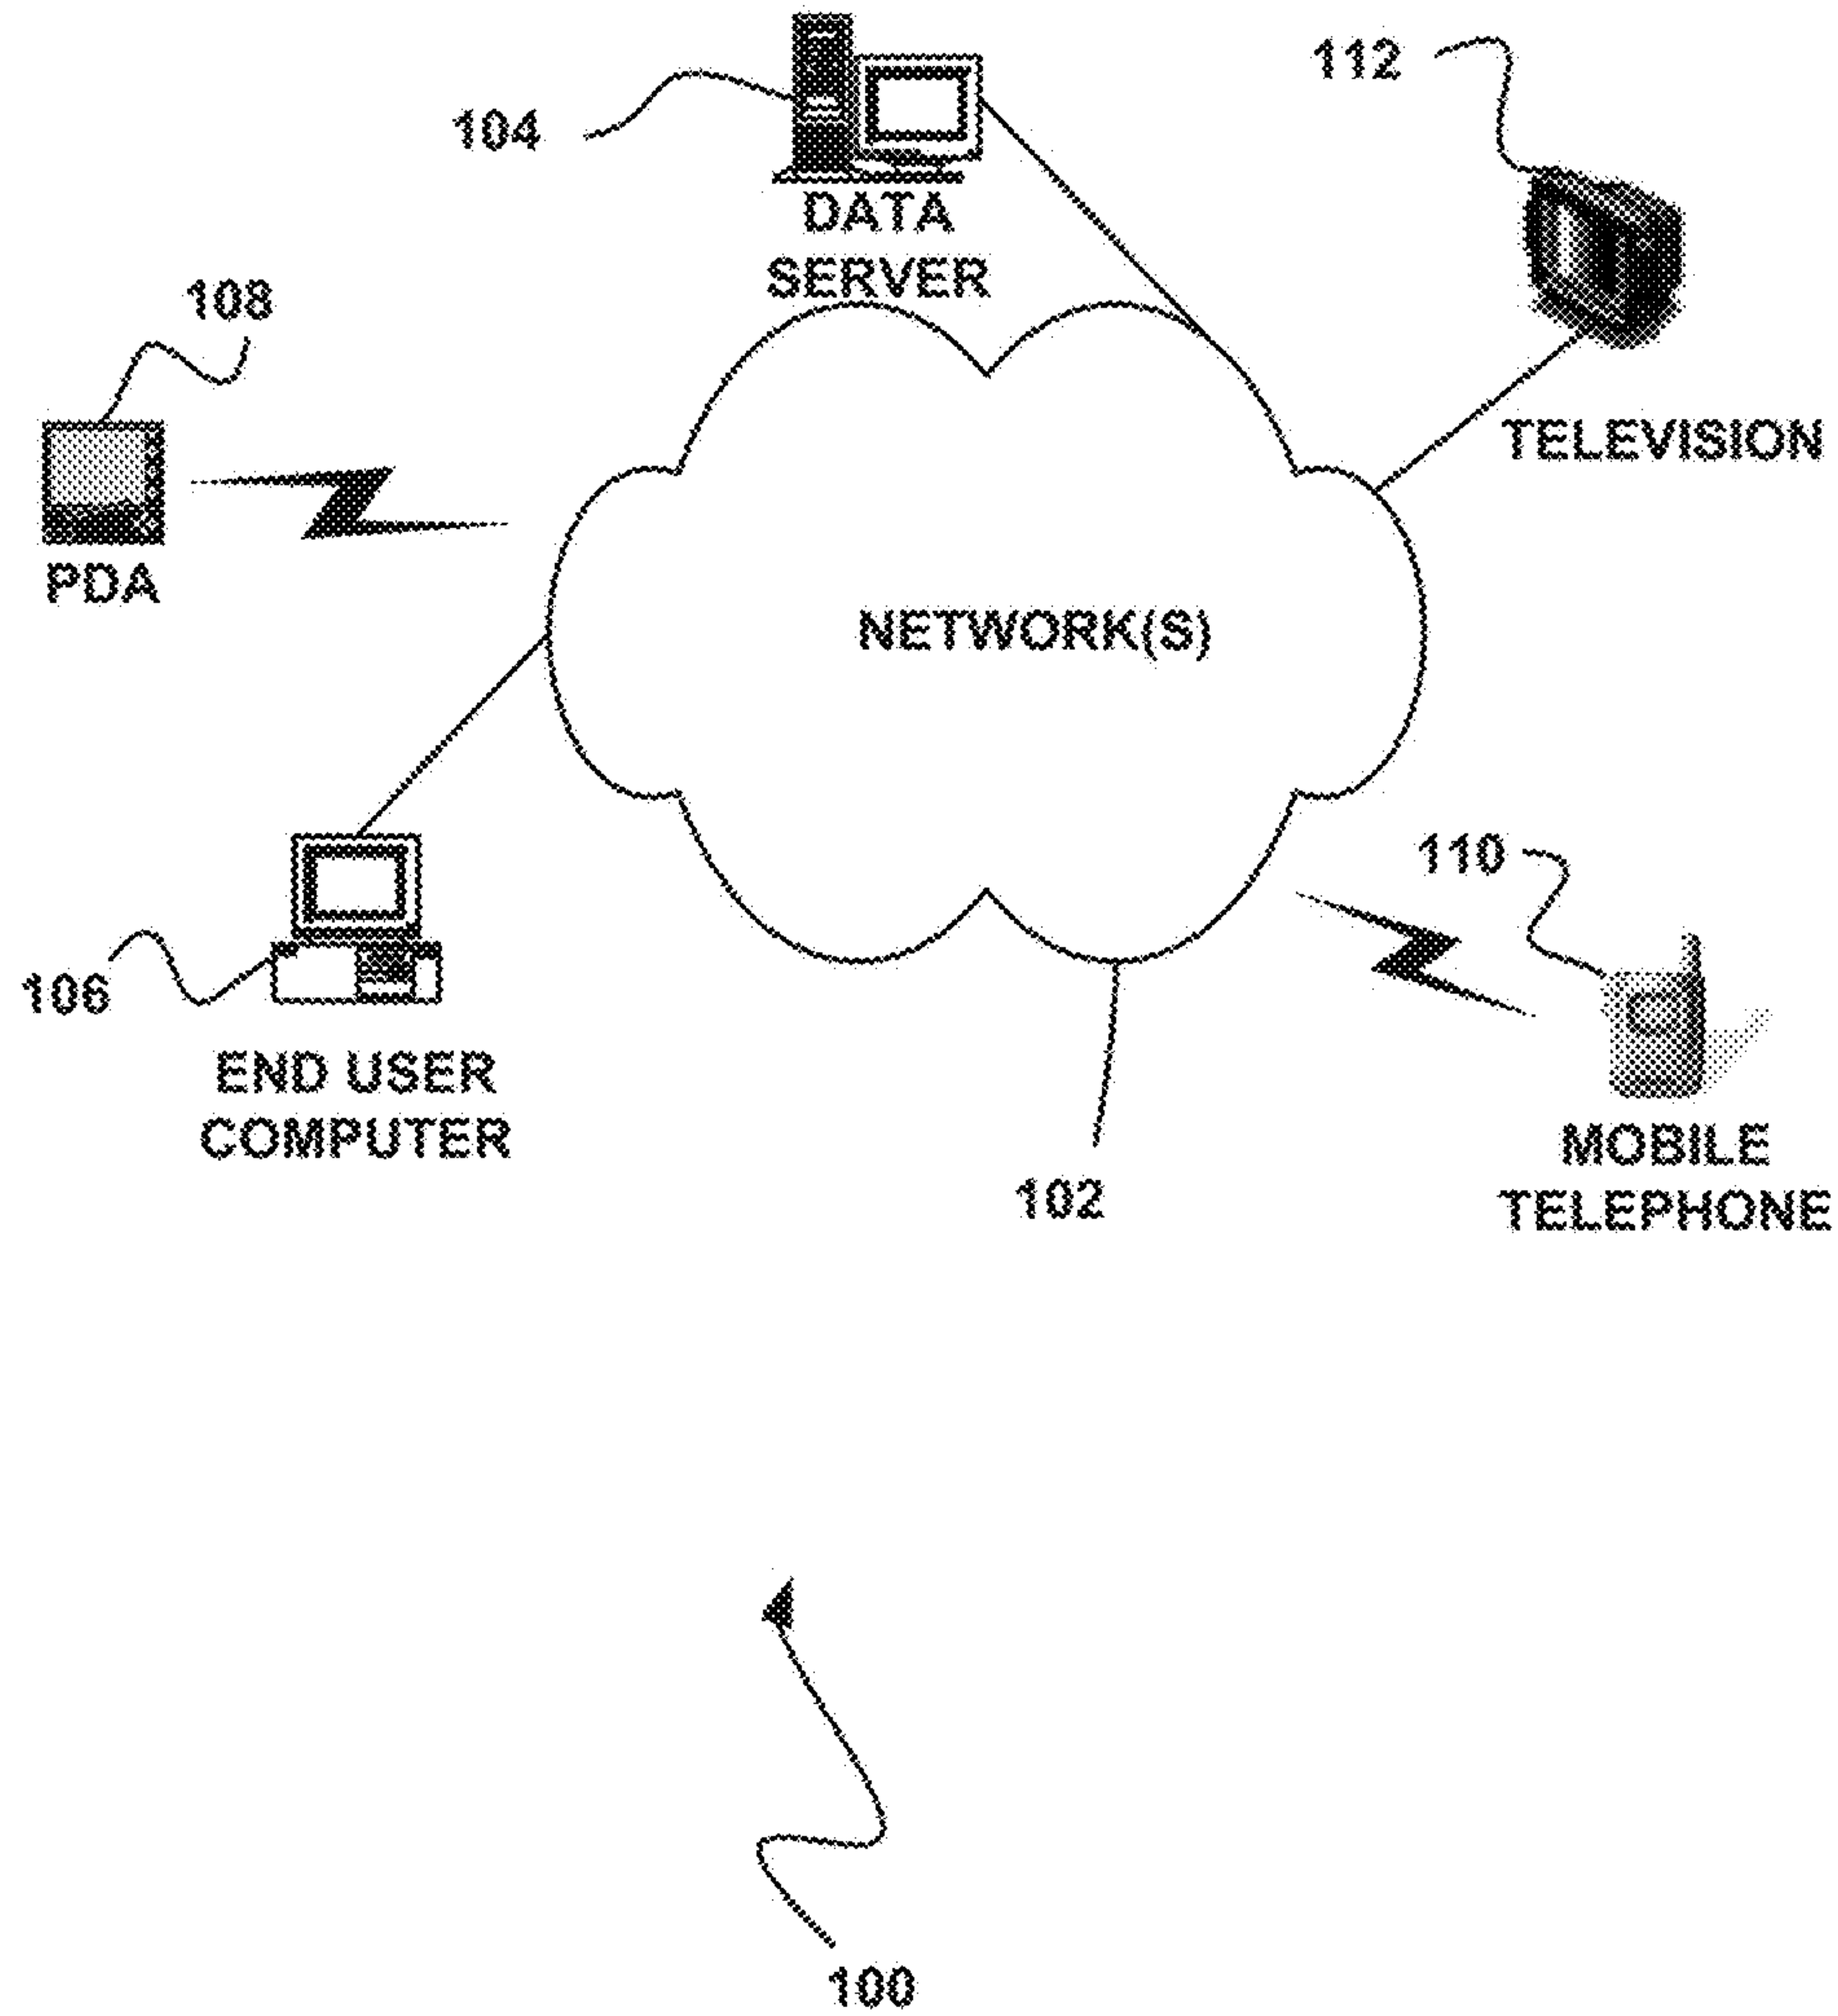 112
104
DATA
SERVER
108
TELEVISION
PDA
NETWORK(S)
110
106
END USER
COMPUTER
MOBILE
TELEPHONE
102
100